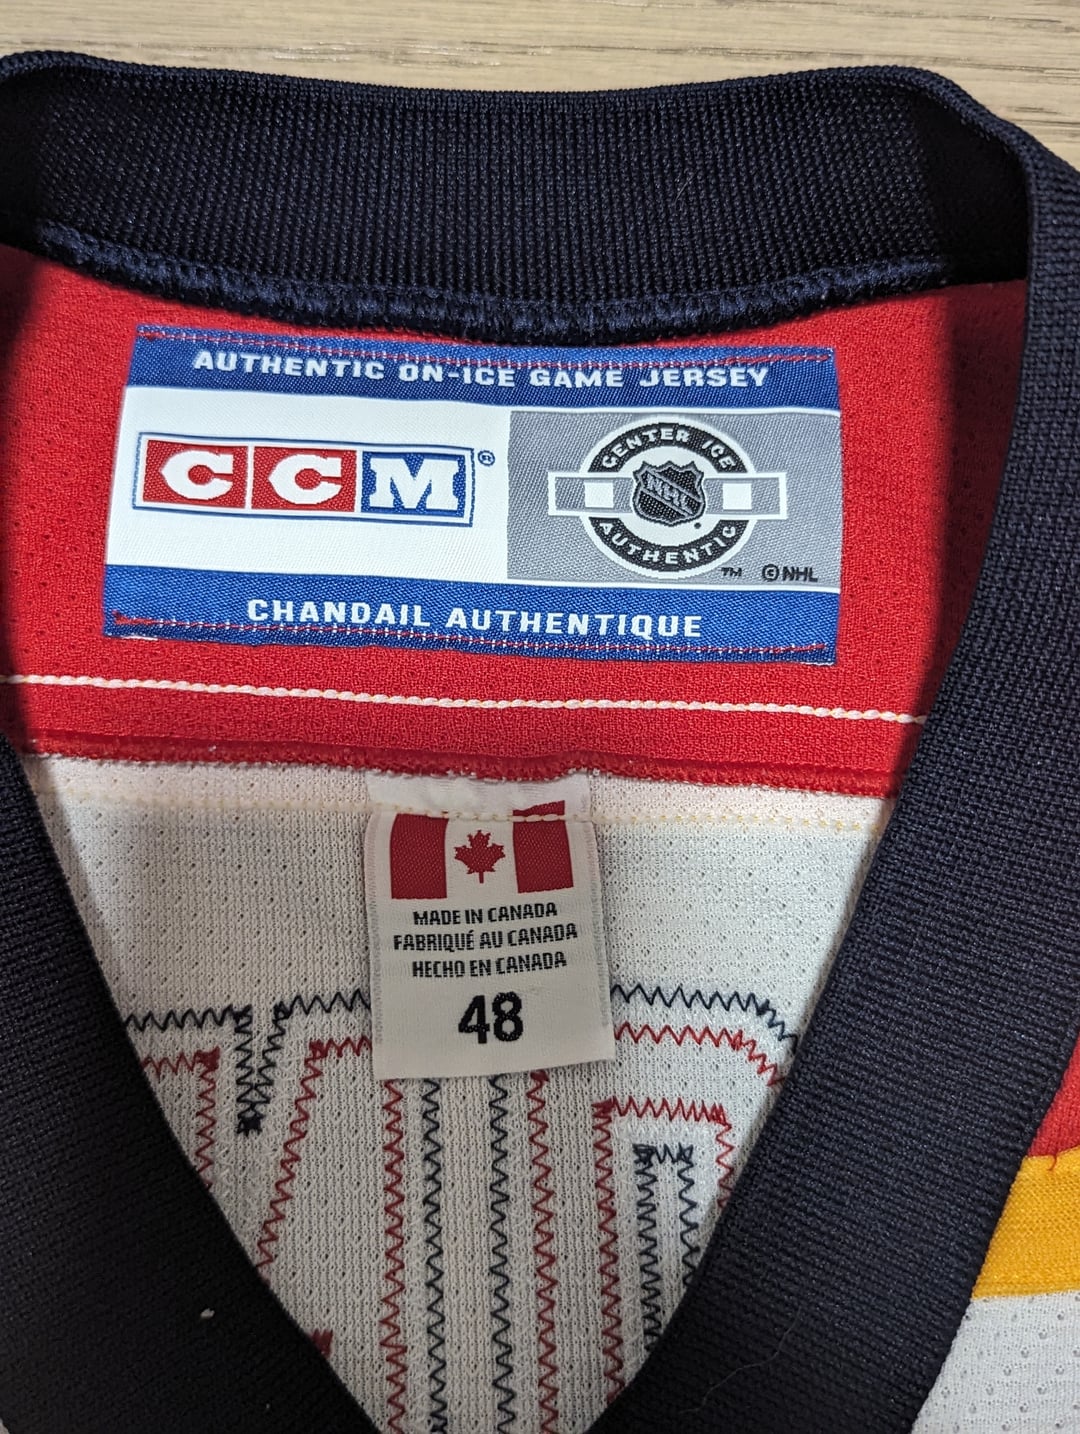 AUTHENTIC ON-ICE GAME JERSEY
CCM®
CENTER ICE
NHL
AUTHENTIC
™ © NHL
CHANDAIL AUTHENTIQUE
MADE IN CANADA
FABRIQUÉ AU CANADA
HECHO EN CANADA
48